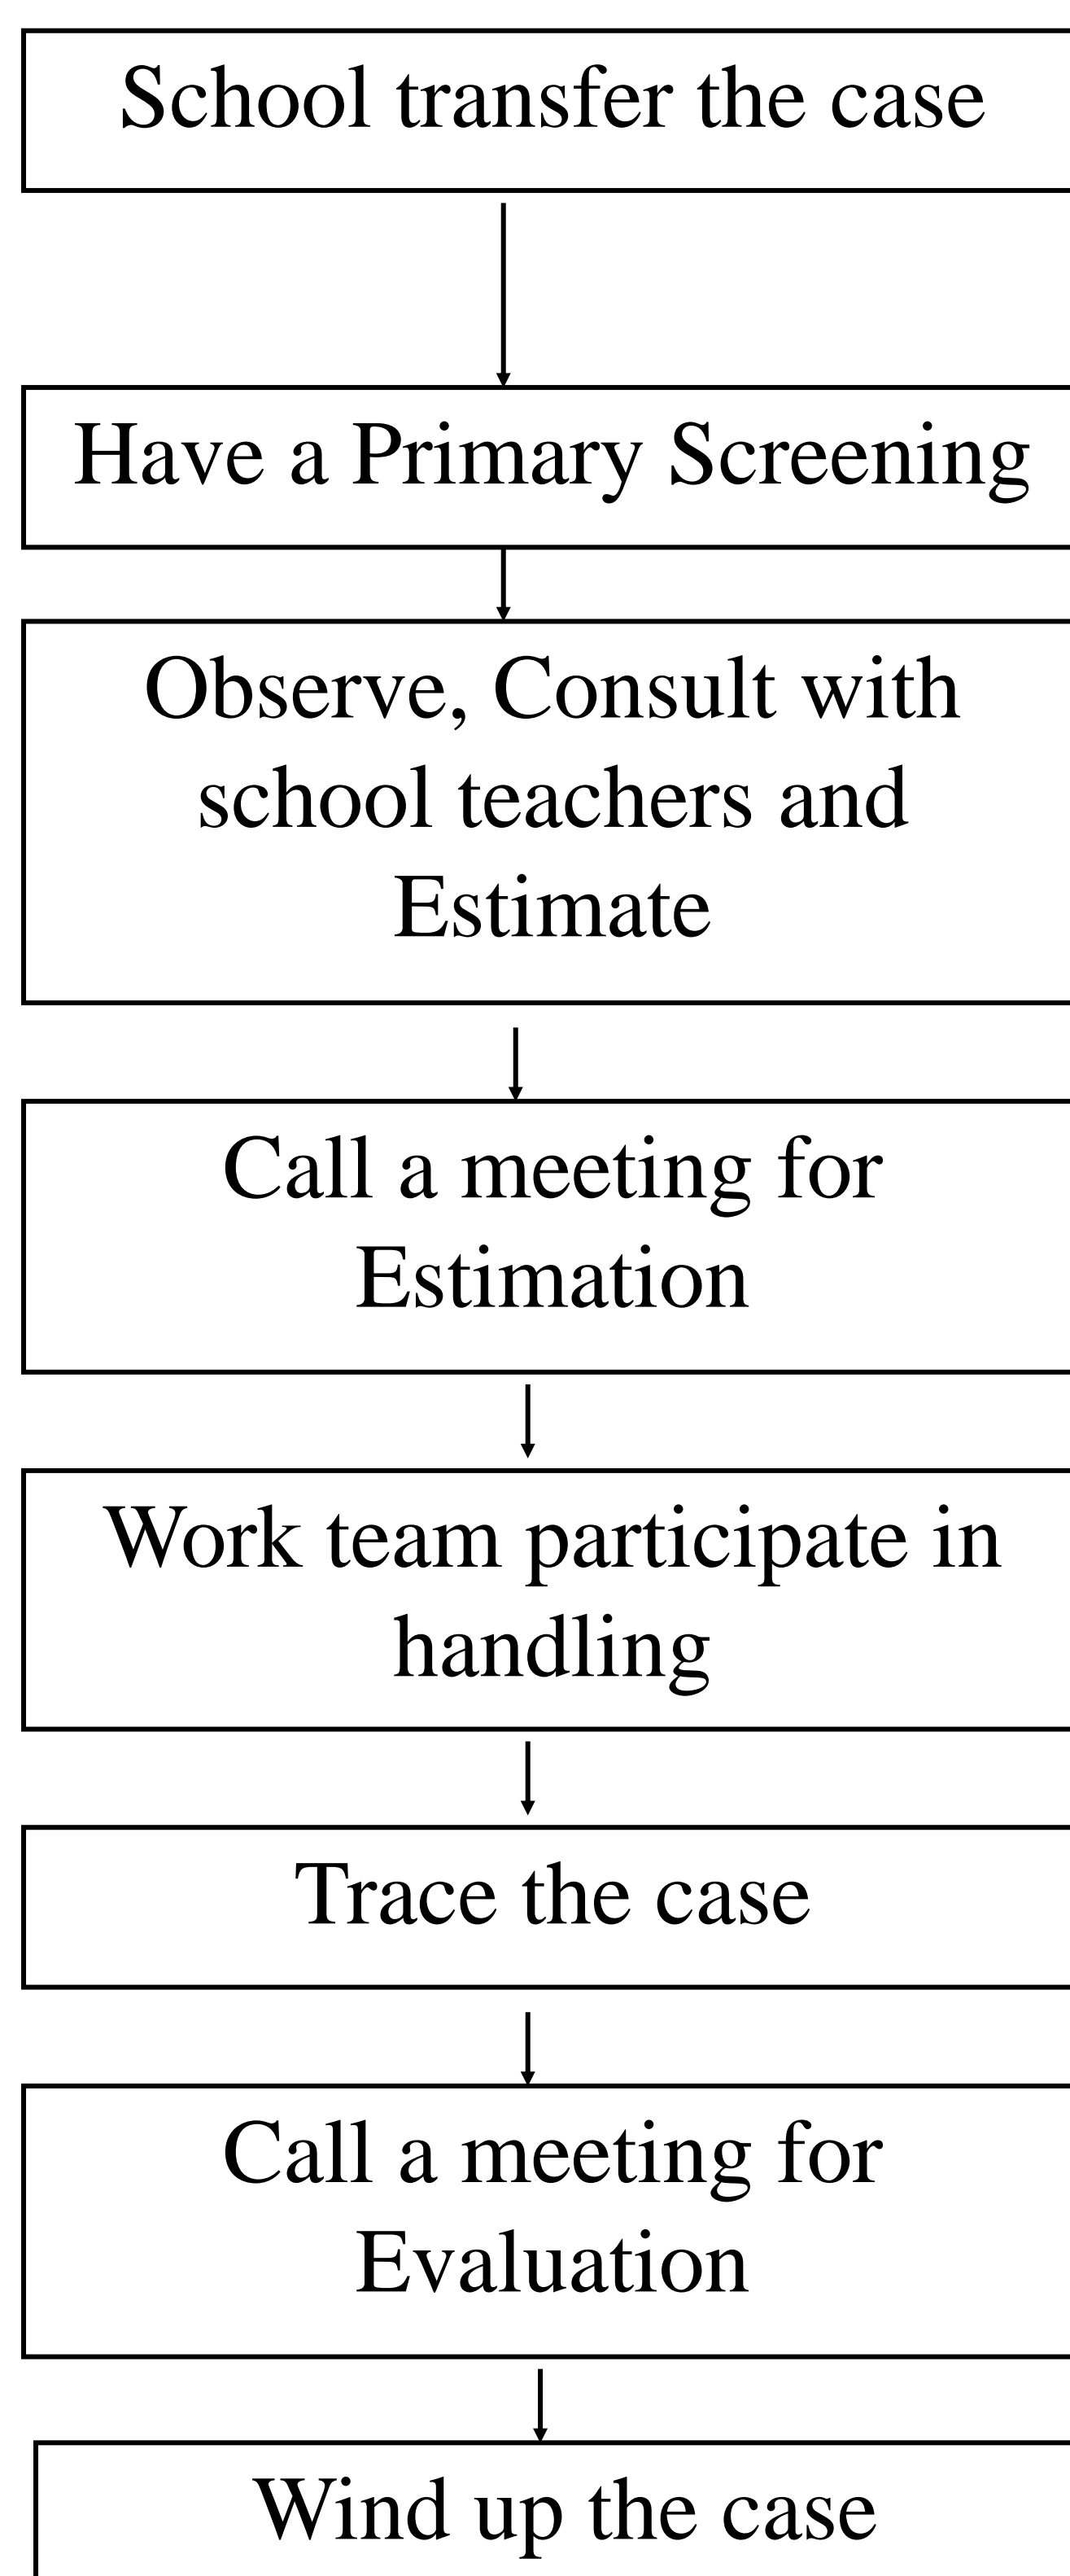 School transfer the case
Have a Primary Screening
Observe, Consult with
school teachers and
Estimate
Call a meeting for
Estimation
Work team participate in
handling
Trace the case
Call a meeting for
Evaluation
Wind up the case